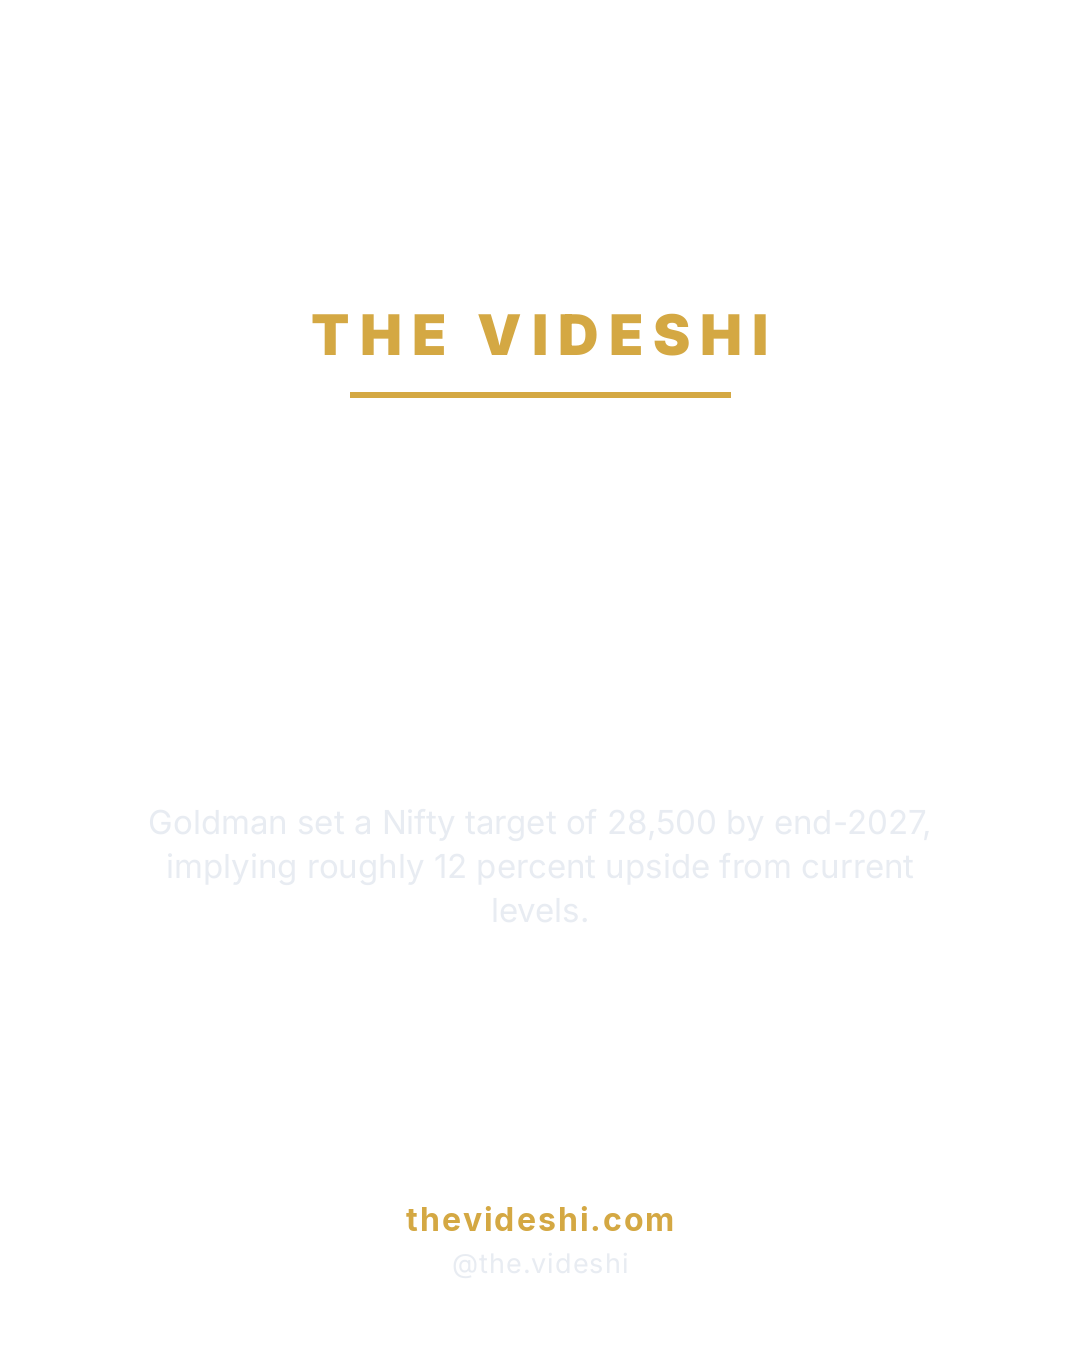 THE VIDESHI
Goldman set a Nifty target of 28,500 by end-2027,
implying roughly 12 percent upside from current
levels.
thevideshi.com
@the.videshi